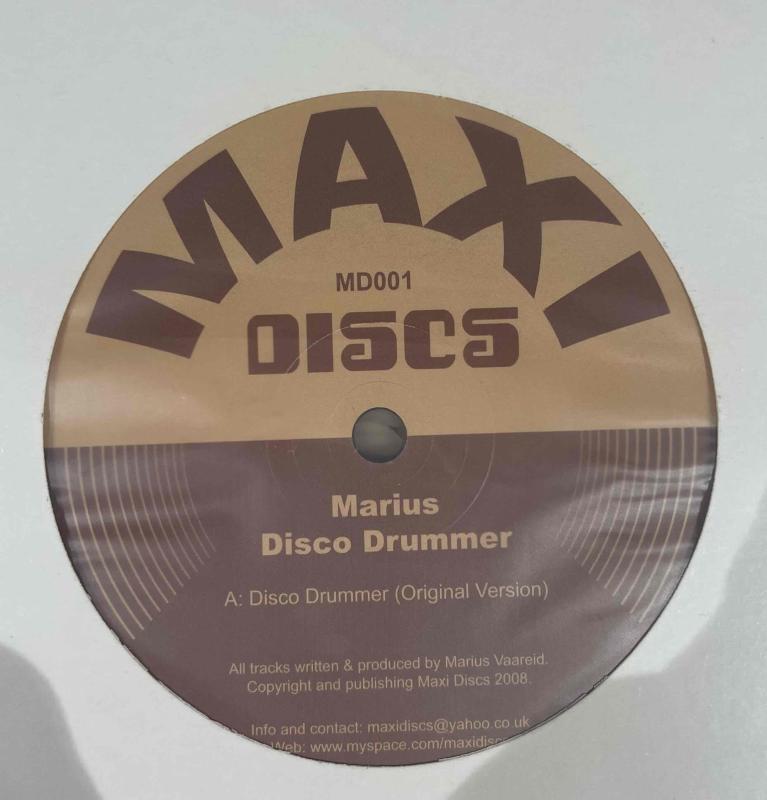 MAXI
MD001
DISCS
Marius
Disco Drummer
A: Disco Drummer (Original Version)
All tracks written & produced by Marius Vaareid.
Copyright and publishing Maxi Discs 2008.
Info and contact: maxidiscs@yahoo.co.uk
Web: